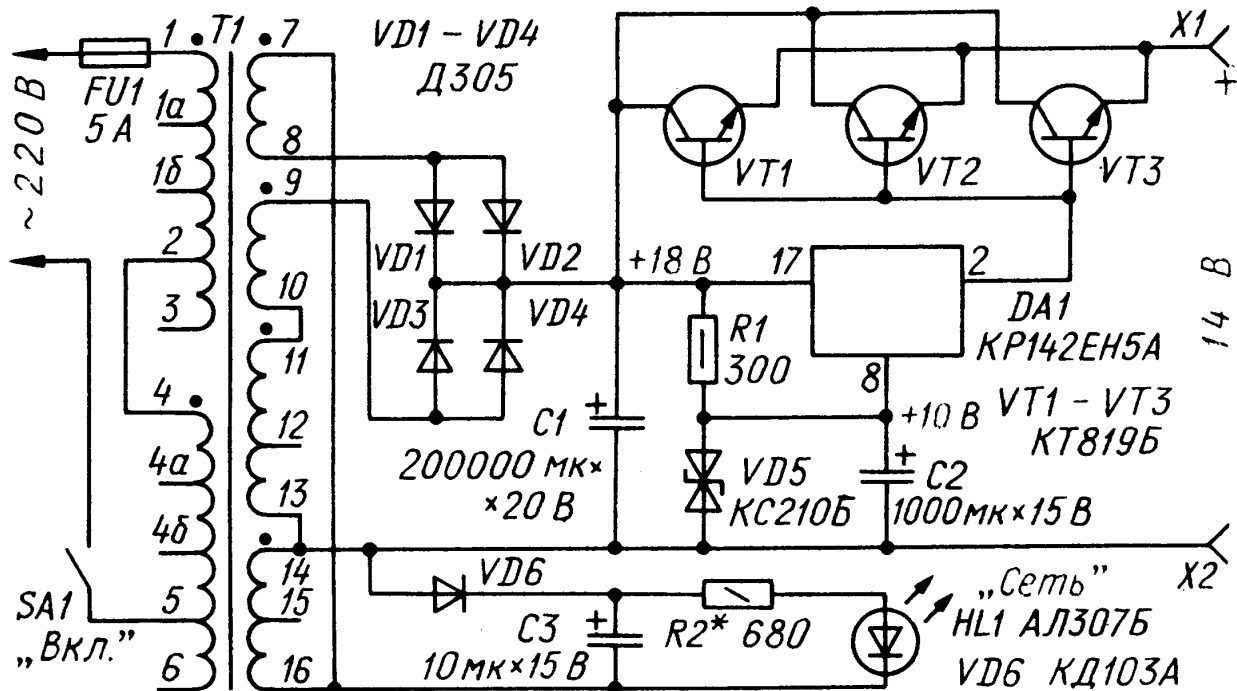 1
T1
7
VD1 – VD4
Д305
X1
+
FU1
5 А
~ 220 В
1а
1б
2
3
8
9
10
VD1
VD2
VD3
VD4
+18 В
17
2
VT1
VT2
VT3
DA1
КР142ЕН5А
14 В
R1
300
8
+10 В
VT1 – VT3
КТ819Б
4
4а
4б
5
6
11
12
13
C1
+
200000 мк×
×20 В
VD5
КС210Б
+
C2
1000мк×15 В
X2
14
15
16
SA1
„Вкл.”
VD6
+
C3
10мк×15 В
R2* 680
„Сеть”
HL1 АЛ307Б
VD6 КД103А